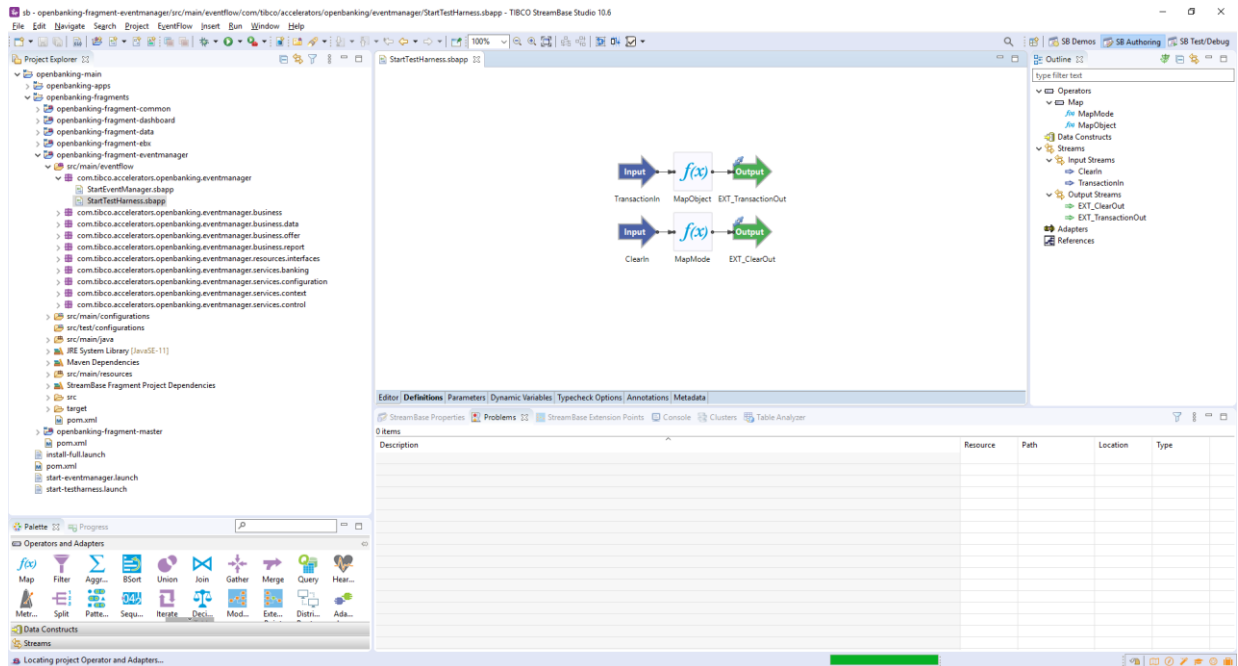 sb - openbanking-fragment-eventmanager/src/main/eventflow/com/tibco/accelerators/openbanking/eventmanager/StartTestHarness.sbapp - TIBCO StreamBase Studio 10.6
File Edit Navigate Search Project EventFlow Insert Run Window Help
100%
SB Demos SB Authoring SB Test/Debug
Project Explorer
openbanking-main
openbanking-apps
openbanking-fragments
openbanking-fragment-common
openbanking-fragment-dashboard
openbanking-fragment-data
openbanking-fragment-ebx
openbanking-fragment-eventmanager
src/main/eventflow
com.tibco.accelerators.openbanking.eventmanager
StartEventManager.sbapp
StartTestHarness.sbapp
com.tibco.accelerators.openbanking.eventmanager.business
com.tibco.accelerators.openbanking.eventmanager.business.data
com.tibco.accelerators.openbanking.eventmanager.business.offer
com.tibco.accelerators.openbanking.eventmanager.business.report
com.tibco.accelerators.openbanking.eventmanager.resources.interfaces
com.tibco.accelerators.openbanking.eventmanager.services.banking
com.tibco.accelerators.openbanking.eventmanager.services.configuration
com.tibco.accelerators.openbanking.eventmanager.services.context
com.tibco.accelerators.openbanking.eventmanager.services.control
src/main/configurations
src/test/configurations
src/main/java
JRE System Library [JavaSE-11]
Maven Dependencies
src/main/resources
StreamBase Fragment Project Dependencies
src
target
pom.xml
openbanking-fragment-master
pom.xml
install-full.launch
pom.xml
start-eventmanager.launch
start-testharness.launch
StartTestHarness.sbapp
Input f(x) Output
TransactionIn MapObject EXT_TransactionOut
Input f(x) Output
ClearIn MapMode EXT_ClearOut
Editor Definitions Parameters Dynamic Variables Typecheck Options Annotations Metadata
Outline
type filter text
Operators
Map
f(x) MapMode
f(x) MapObject
Data Constructs
Streams
Input Streams
ClearIn
TransactionIn
Output Streams
EXT_ClearOut
EXT_TransactionOut
Adapters
References
StreamBase Properties Problems StreamBase Extension Points Console Clusters Table Analyzer
0 items
Description Resource Path Location Type
Palette Progress
Operators and Adapters
f(x)
Map Filter Aggr... BSort Union Join Gather Merge Query Hear...
Metr... Split Patte... Sequ... Iterate Deci... Mod... Exte... Distri... Ada...
Data Constructs
Streams
Locating project Operator and Adapters...